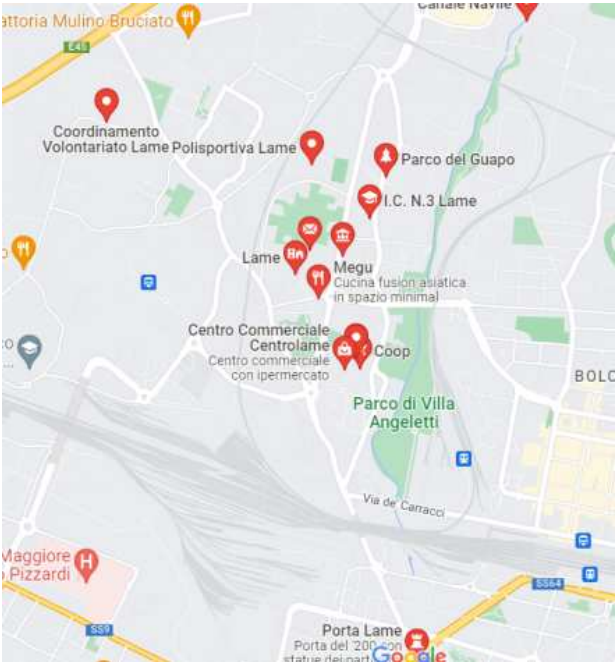 Canale Navile
attoria Mulino Bruciato
E45
Coordinamento
Volontariato Lame
Polisportiva Lame
Parco del Guapo
I.C. N.3 Lame
Lame
Megu
Cucina fusion asiatica
in spazio minimal
Centro Commerciale
Centrolame
Centro commerciale
con ipermercato
Coop
co
...
BOLO
Parco di Villa
Angeletti
Via de' Carracci
Maggiore
Pizzardi
H
SS64
SS9
Porta Lame
Porta del '200 con
statue dei part
Google